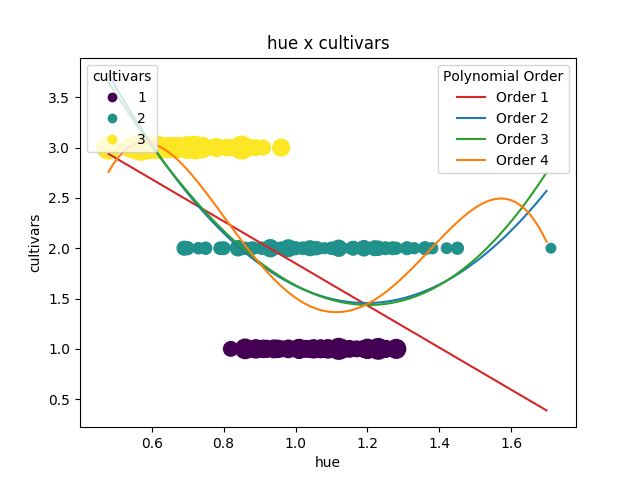 hue x cultivars
cultivars
1
2
3
Polynomial Order
Order 1
Order 2
Order 3
Order 4
3.5
3.0
2.5
2.0
1.5
1.0
0.5
cultivars
0.6 0.8 1.0 1.2 1.4 1.6
hue